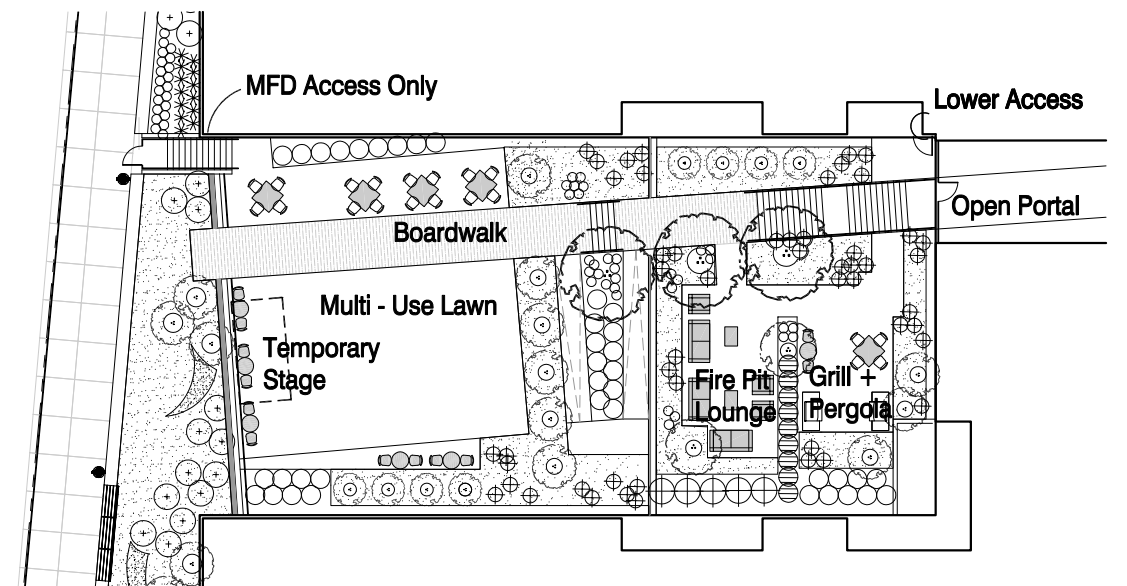 MFD Access Only
Lower Access
Open Portal
Boardwalk
Multi - Use Lawn
Temporary
Stage
Fire Pit
Lounge
Grill +
Pergola